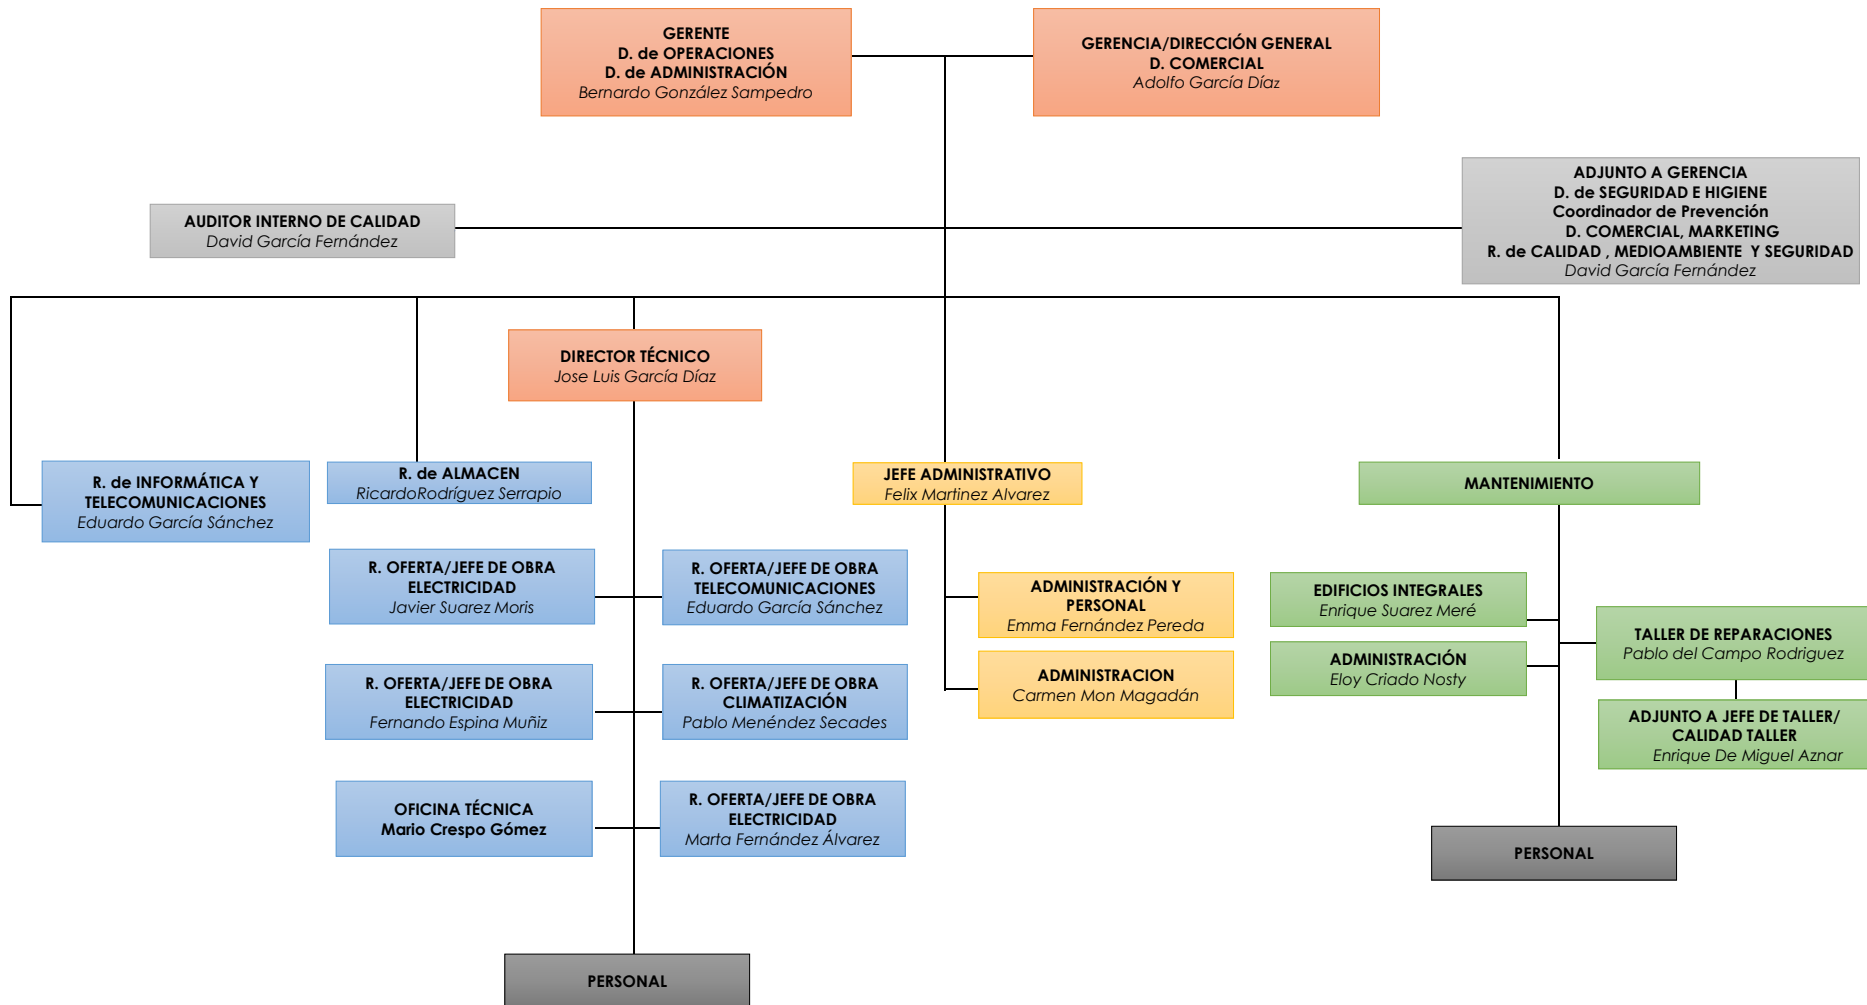 GERENTE
D. de OPERACIONES
D. de ADMINISTRACIÓN
Bernardo González Sampedro
GERENCIA/DIRECCIÓN GENERAL
D. COMERCIAL
Adolfo García Díaz
AUDITOR INTERNO DE CALIDAD
David García Fernández
ADJUNTO A GERENCIA
D. de SEGURIDAD E HIGIENE
Coordinador de Prevención
D. COMERCIAL, MARKETING
R. de CALIDAD , MEDIOAMBIENTE Y SEGURIDAD
David García Fernández
DIRECTOR TÉCNICO
Jose Luis García Díaz
R. de INFORMÁTICA Y
TELECOMUNICACIONES
Eduardo García Sánchez
R. de ALMACEN
RicardoRodríguez Serrapio
JEFE ADMINISTRATIVO
Felix Martinez Alvarez
MANTENIMIENTO
R. OFERTA/JEFE DE OBRA
ELECTRICIDAD
Javier Suarez Moris
R. OFERTA/JEFE DE OBRA
TELECOMUNICACIONES
Eduardo García Sánchez
ADMINISTRACIÓN Y
PERSONAL
Emma Fernández Pereda
EDIFICIOS INTEGRALES
Enrique Suarez Meré
TALLER DE REPARACIONES
Pablo del Campo Rodriguez
ADMINISTRACIÓN
Eloy Criado Nosty
R. OFERTA/JEFE DE OBRA
ELECTRICIDAD
Fernando Espina Muñiz
R. OFERTA/JEFE DE OBRA
CLIMATIZACIÓN
Pablo Menéndez Secades
ADMINISTRACION
Carmen Mon Magadán
ADJUNTO A JEFE DE TALLER/
CALIDAD TALLER
Enrique De Miguel Aznar
OFICINA TÉCNICA
Mario Crespo Gómez
R. OFERTA/JEFE DE OBRA
ELECTRICIDAD
Marta Fernández Álvarez
PERSONAL
PERSONAL